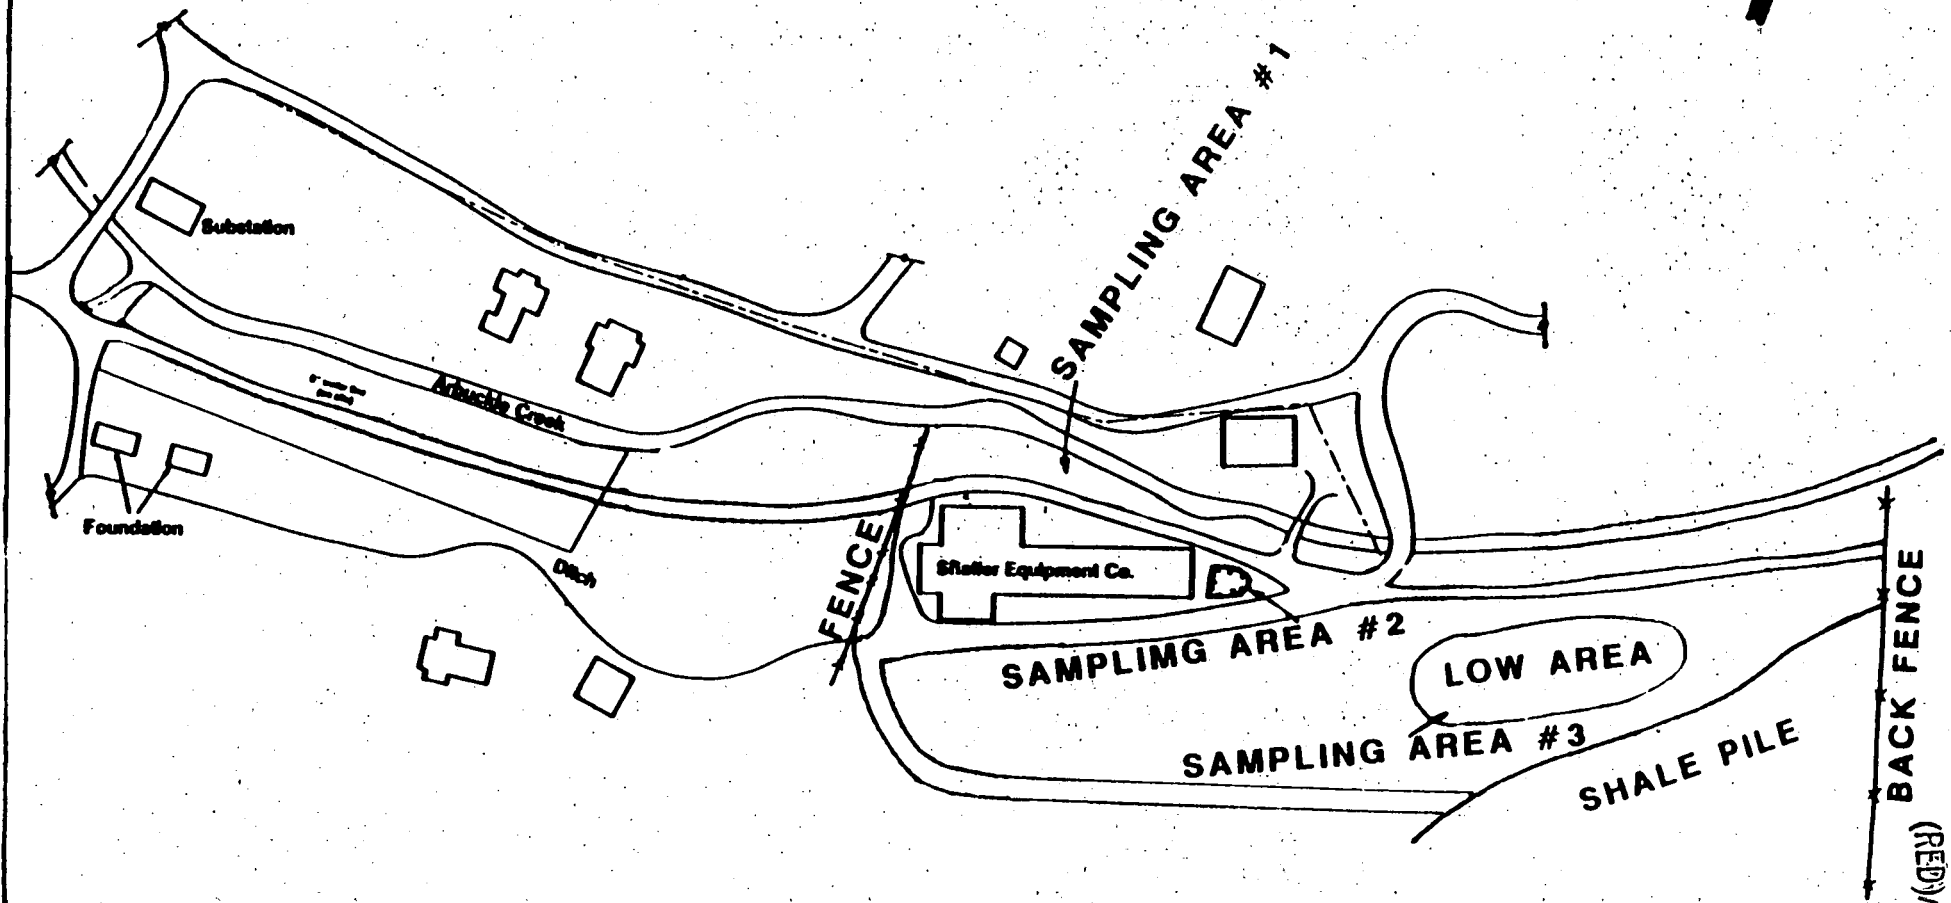 SAMPLING AREA #1
Substation
Arbuckle Creek
Foundation
Ditch
FENCE
Shaffer Equipment Co.
SAMPLIMG AREA #2
LOW AREA
SAMPLING AREA #3
SHALE PILE
BACK FENCE
(RED)